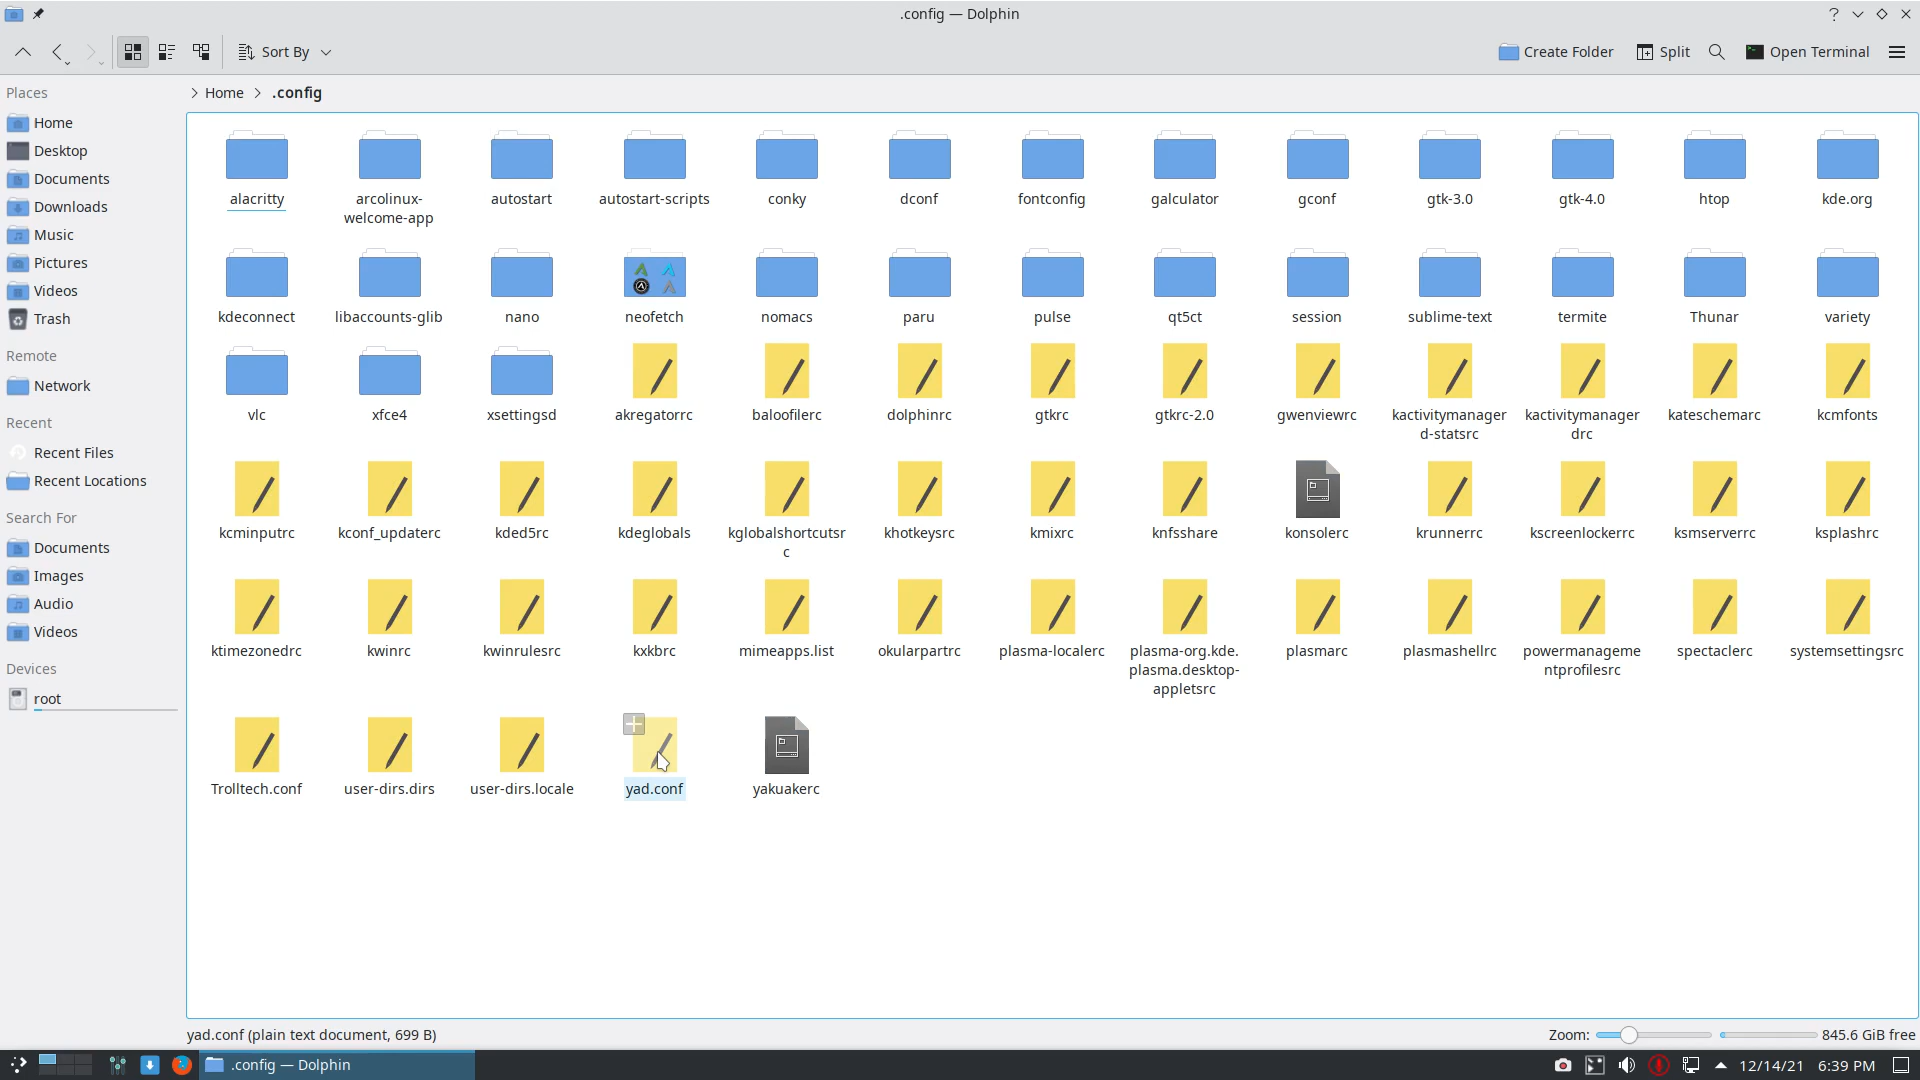 .config — Dolphin
?
Sort By
Create Folder
Split
Open Terminal
Places
Home
Desktop
Documents
Downloads
Music
Pictures
Videos
Trash
Remote
Network
Recent
Recent Files
Recent Locations
Search For
Documents
Images
Audio
Videos
Devices
root
> Home > .config
alacritty
arcolinux-
welcome-app
autostart
autostart-scripts
conky
dconf
fontconfig
galculator
gconf
gtk-3.0
gtk-4.0
htop
kde.org
kdeconnect
libaccounts-glib
nano
neofetch
nomacs
paru
pulse
qt5ct
session
sublime-text
termite
Thunar
variety
vlc
xfce4
xsettingsd
akregatorrc
baloofilerc
dolphinrc
gtkrc
gtkrc-2.0
gwenviewrc
kactivitymanager
d-statsrc
kactivitymanager
drc
kateschemarc
kcmfonts
kcminputrc
kconf_updaterc
kded5rc
kdeglobals
kglobalshortcutsr
c
khotkeysrc
kmixrc
knfsshare
konsolerc
krunnerrc
kscreenlockerrc
ksmserverrc
ksplashrc
ktimezonedrc
kwinrc
kwinrulesrc
kxkbrc
mimeapps.list
okularpartrc
plasma-localerc
plasma-org.kde.
plasma.desktop-
appletsrc
plasmarc
plasmashellrc
powermanageme
ntprofilesrc
spectaclerc
systemsettingsrc
Trolltech.conf
user-dirs.dirs
user-dirs.locale
yad.conf
yakuakerc
yad.conf (plain text document, 699 B)
Zoom:
845.6 GiB free
.config — Dolphin
12/14/21
6:39 PM